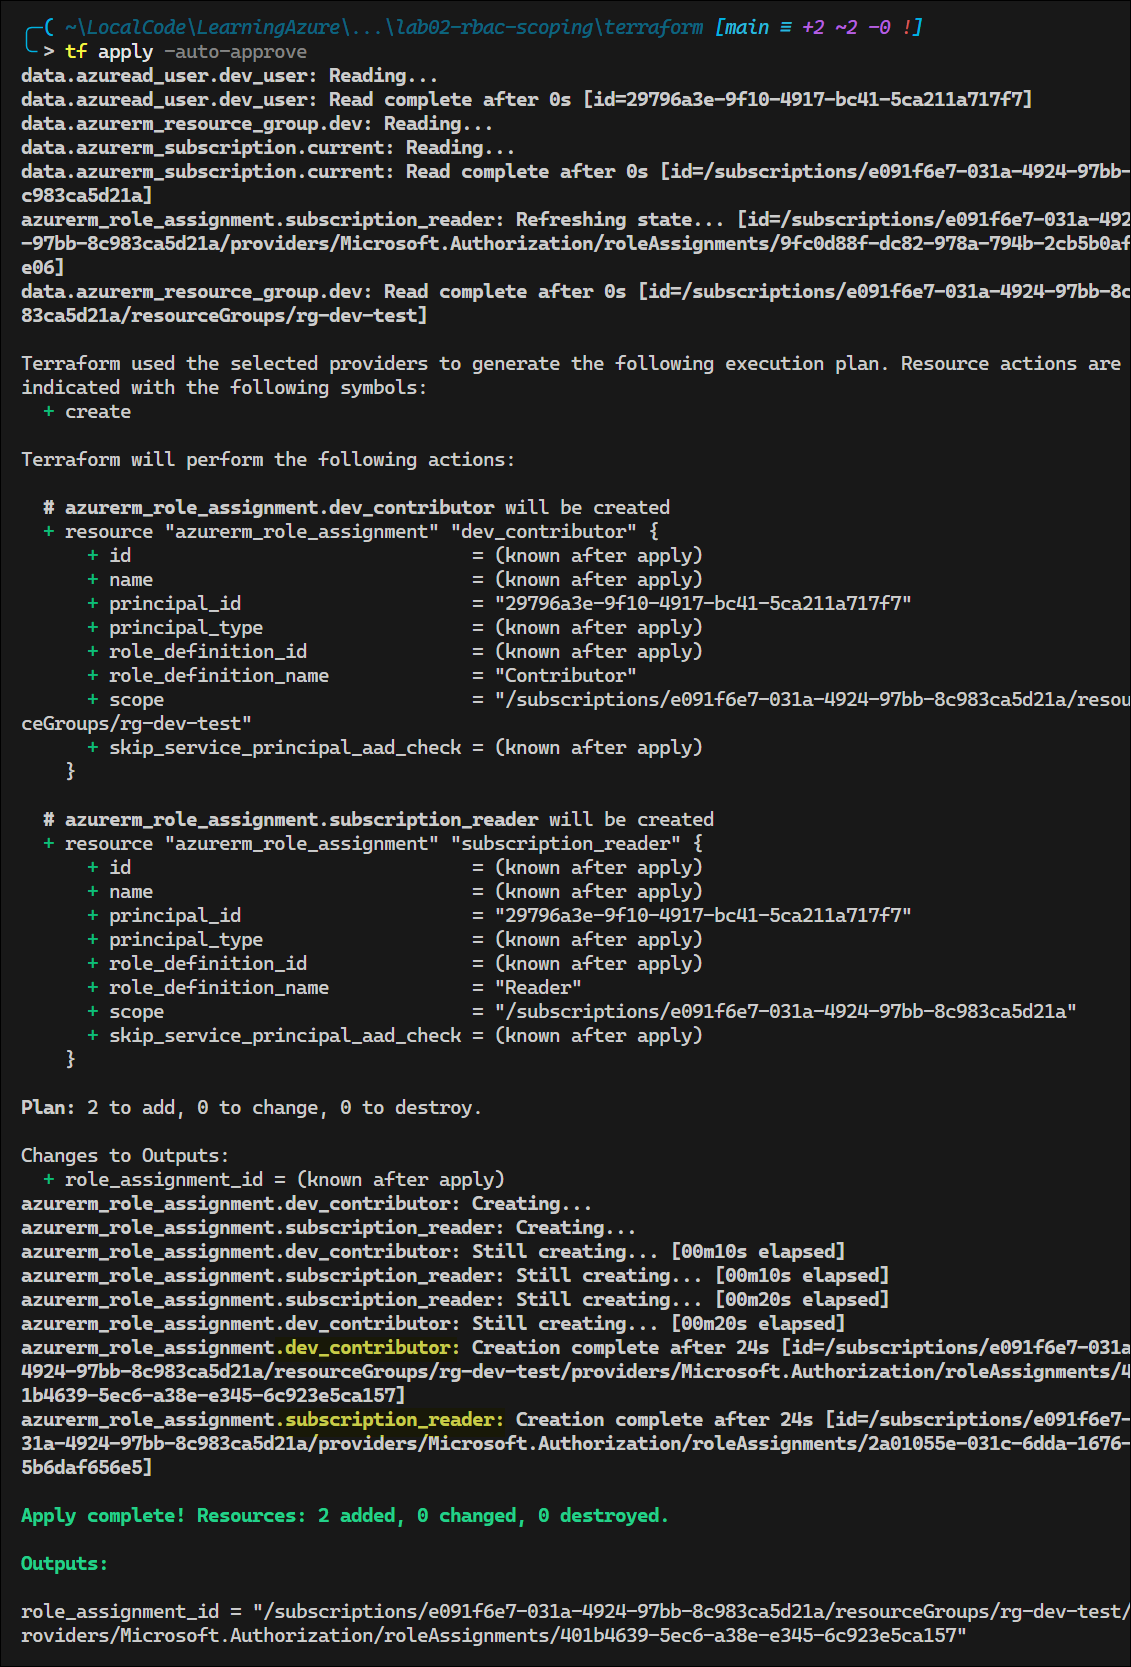 ~\LocalCode\LearningAzure\...\lab02-rbac-scoping\terraform [main ≡ +2 ~2 -0 !]
> tf apply -auto-approve
data.azuread_user.dev_user: Reading...
data.azuread_user.dev_user: Read complete after 0s [id=29796a3e-9f10-4917-bc41-5ca211a717f7]
data.azurerm_resource_group.dev: Reading...
data.azurerm_subscription.current: Reading...
data.azurerm_subscription.current: Read complete after 0s [id=/subscriptions/e091f6e7-031a-4924-97bb-
c983ca5d21a]
azurerm_role_assignment.subscription_reader: Refreshing state... [id=/subscriptions/e091f6e7-031a-492
-97bb-8c983ca5d21a/providers/Microsoft.Authorization/roleAssignments/9fc0d88f-dc82-978a-794b-2cb5b0af
e06]
data.azurerm_resource_group.dev: Read complete after 0s [id=/subscriptions/e091f6e7-031a-4924-97bb-8c
83ca5d21a/resourceGroups/rg-dev-test]
Terraform used the selected providers to generate the following execution plan. Resource actions are
indicated with the following symbols:
+ create
Terraform will perform the following actions:
# azurerm_role_assignment.dev_contributor will be created
+ resource "azurerm_role_assignment" "dev_contributor" {
+ id = (known after apply)
+ name = (known after apply)
+ principal_id = "29796a3e-9f10-4917-bc41-5ca211a717f7"
+ principal_type = (known after apply)
+ role_definition_id = (known after apply)
+ role_definition_name = "Contributor"
+ scope = "/subscriptions/e091f6e7-031a-4924-97bb-8c983ca5d21a/resou
ceGroups/rg-dev-test"
+ skip_service_principal_aad_check = (known after apply)
}
# azurerm_role_assignment.subscription_reader will be created
+ resource "azurerm_role_assignment" "subscription_reader" {
+ id = (known after apply)
+ name = (known after apply)
+ principal_id = "29796a3e-9f10-4917-bc41-5ca211a717f7"
+ principal_type = (known after apply)
+ role_definition_id = (known after apply)
+ role_definition_name = "Reader"
+ scope = "/subscriptions/e091f6e7-031a-4924-97bb-8c983ca5d21a"
+ skip_service_principal_aad_check = (known after apply)
}
Plan: 2 to add, 0 to change, 0 to destroy.
Changes to Outputs:
+ role_assignment_id = (known after apply)
azurerm_role_assignment.dev_contributor: Creating...
azurerm_role_assignment.subscription_reader: Creating...
azurerm_role_assignment.dev_contributor: Still creating... [00m10s elapsed]
azurerm_role_assignment.subscription_reader: Still creating... [00m10s elapsed]
azurerm_role_assignment.subscription_reader: Still creating... [00m20s elapsed]
azurerm_role_assignment.dev_contributor: Still creating... [00m20s elapsed]
azurerm_role_assignment.dev_contributor: Creation complete after 24s [id=/subscriptions/e091f6e7-031a
4924-97bb-8c983ca5d21a/resourceGroups/rg-dev-test/providers/Microsoft.Authorization/roleAssignments/4
1b4639-5ec6-a38e-e345-6c923e5ca157]
azurerm_role_assignment.subscription_reader: Creation complete after 24s [id=/subscriptions/e091f6e7-
31a-4924-97bb-8c983ca5d21a/providers/Microsoft.Authorization/roleAssignments/2a01055e-031c-6dda-1676-
5b6daf656e5]
Apply complete! Resources: 2 added, 0 changed, 0 destroyed.
Outputs:
role_assignment_id = "/subscriptions/e091f6e7-031a-4924-97bb-8c983ca5d21a/resourceGroups/rg-dev-test/
roviders/Microsoft.Authorization/roleAssignments/401b4639-5ec6-a38e-e345-6c923e5ca157"